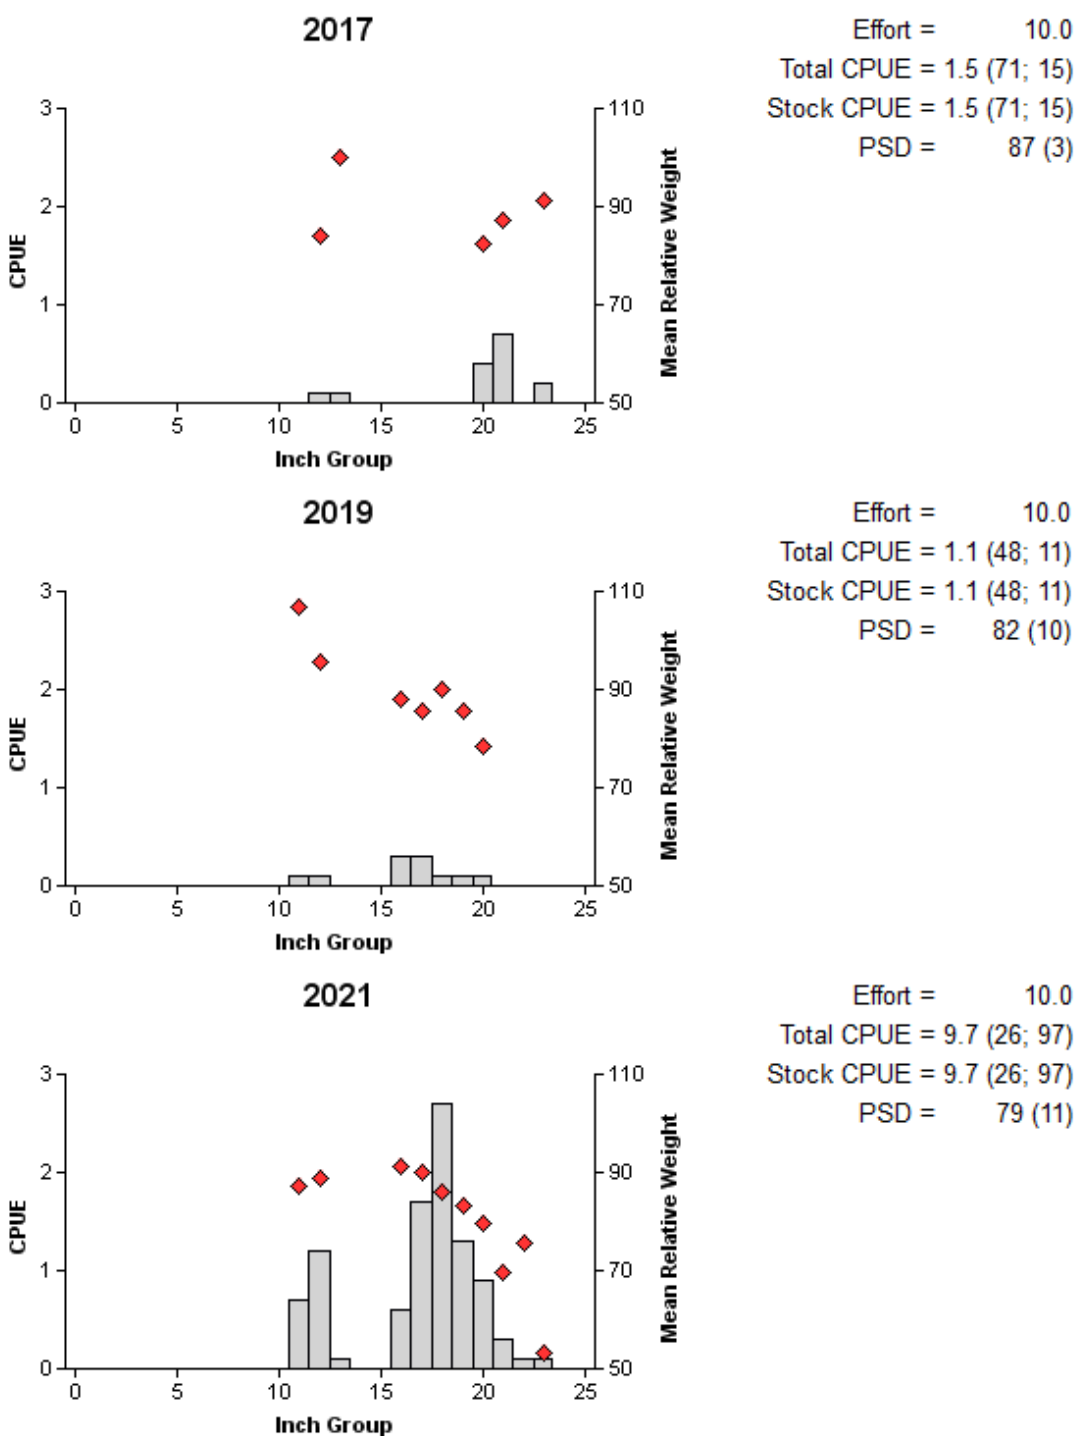 2017
Effort = 10.0
Total CPUE = 1.5 (71; 15)
Stock CPUE = 1.5 (71; 15)
PSD = 87 (3)
3
2
1
0
CPUE
110
90
70
50
Mean Relative Weight
0 5 10 15 20 25
Inch Group
2019
Effort = 10.0
Total CPUE = 1.1 (48; 11)
Stock CPUE = 1.1 (48; 11)
PSD = 82 (10)
3
2
1
0
CPUE
110
90
70
50
Mean Relative Weight
0 5 10 15 20 25
Inch Group
2021
Effort = 10.0
Total CPUE = 9.7 (26; 97)
Stock CPUE = 9.7 (26; 97)
PSD = 79 (11)
3
2
1
0
CPUE
110
90
70
50
Mean Relative Weight
0 5 10 15 20 25
Inch Group